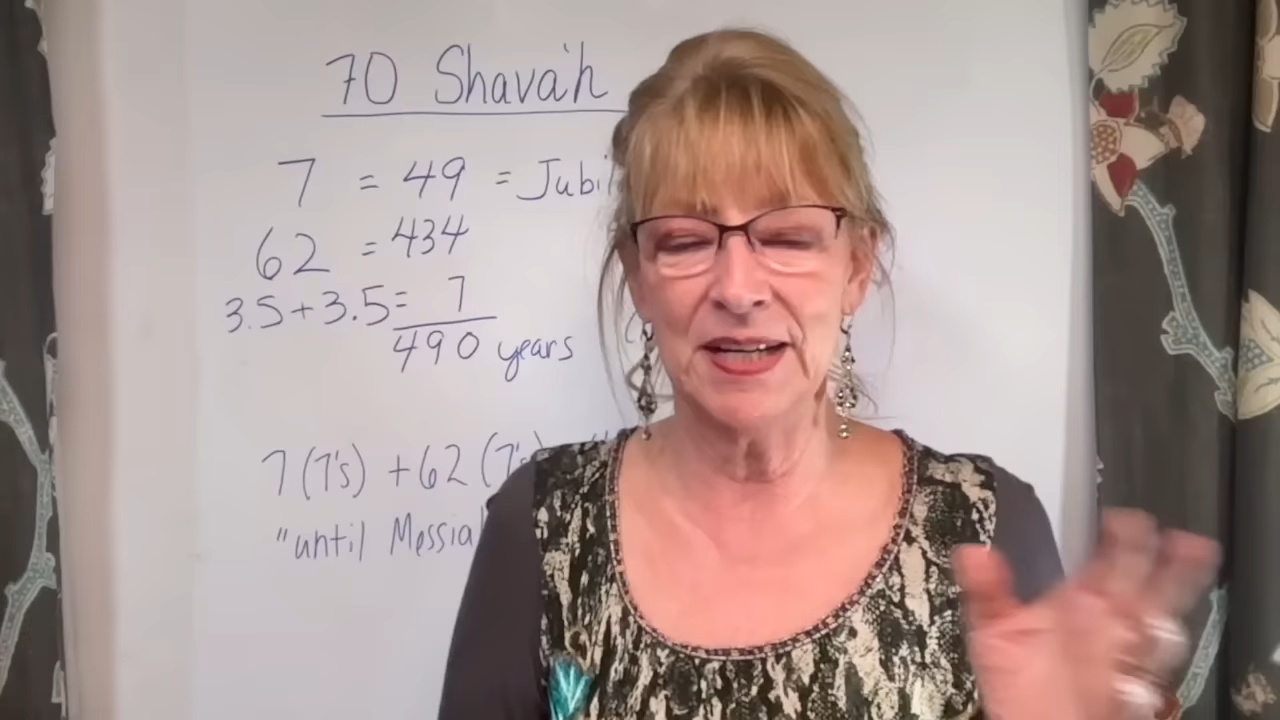 70 Shava'h
7 = 49 = Jubi
62 = 434
3.5+3.5= 7
490 years
7 (7's) + 62 (7's)
"until Messia